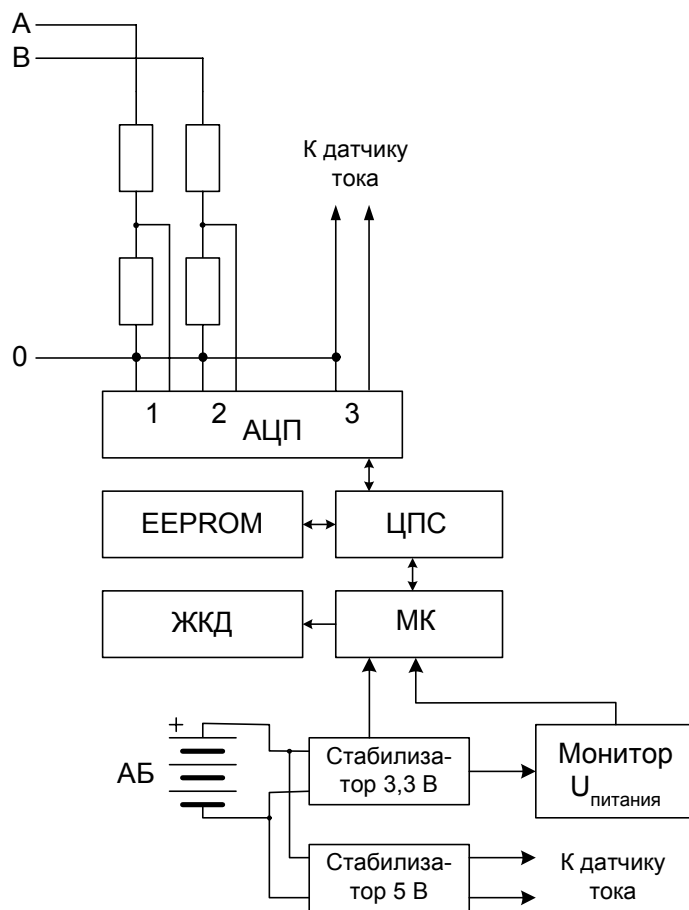 A
B
К датчику
тока
0
1 2 3
АЦП
EEPROM ЦПС
ЖКД МК
+
АБ
Стабилиза-
тор 3,3 В
Монитор
Uпитания
Стабилиза-
тор 5 В
К датчику
тока